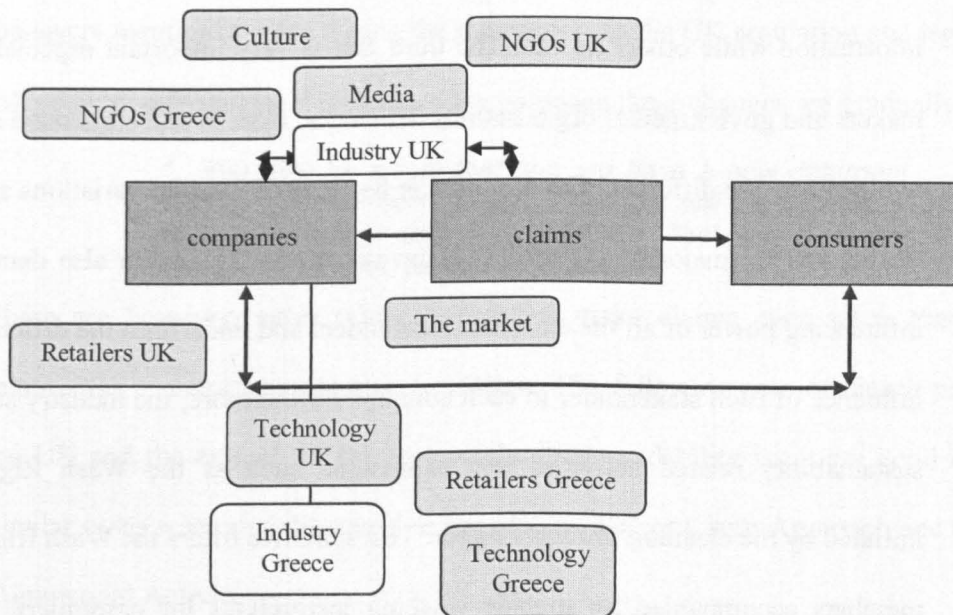 Culture
NGOs UK
Media
NGOs Greece
Industry UK
companies
claims
consumers
The market
Retailers UK
Technology
UK
Retailers Greece
Industry
Greece
Technology
Greece